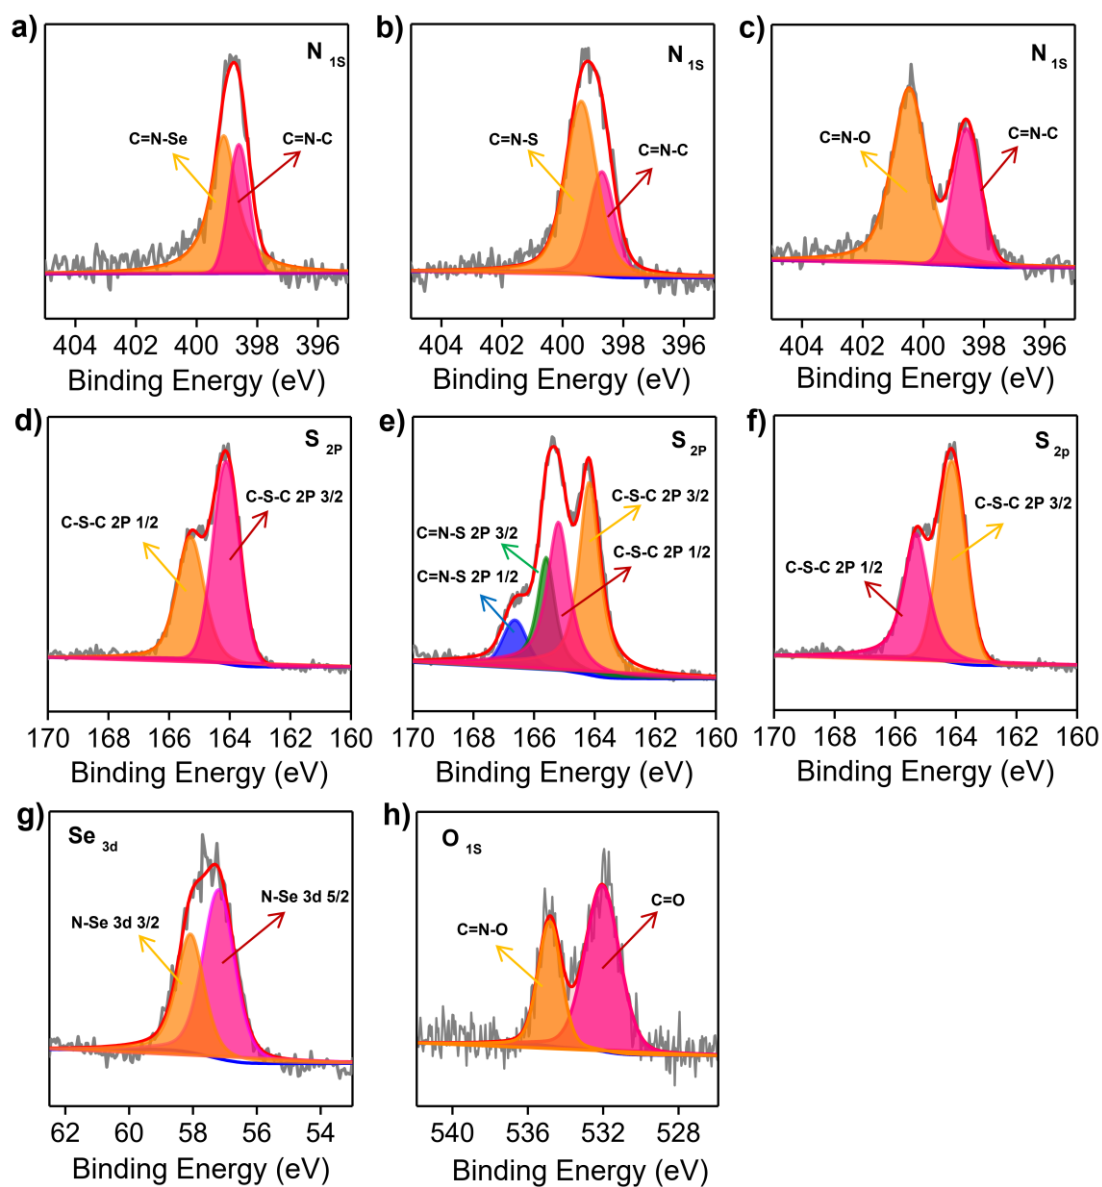 a)
N 1S
C=N-Se
C=N-C
404 402 400 398 396
Binding Energy (eV)
b)
N 1S
C=N-S
C=N-C
404 402 400 398 396
Binding Energy (eV)
c)
N 1S
C=N-O
C=N-C
404 402 400 398 396
Binding Energy (eV)
d)
S 2P
C-S-C 2P 1/2
C-S-C 2P 3/2
170 168 166 164 162 160
Binding Energy (eV)
e)
S 2P
C-S-C 2P 3/2
C=N-S 2P 3/2
C-S-C 2P 1/2
C=N-S 2P 1/2
170 168 166 164 162 160
Binding Energy (eV)
f)
S 2p
C-S-C 2P 3/2
C-S-C 2P 1/2
170 168 166 164 162 160
Binding Energy (eV)
g)
Se 3d
N-Se 3d 5/2
N-Se 3d 3/2
62 60 58 56 54
Binding Energy (eV)
h)
O 1S
C=N-O
C=O
540 536 532 528
Binding Energy (eV)